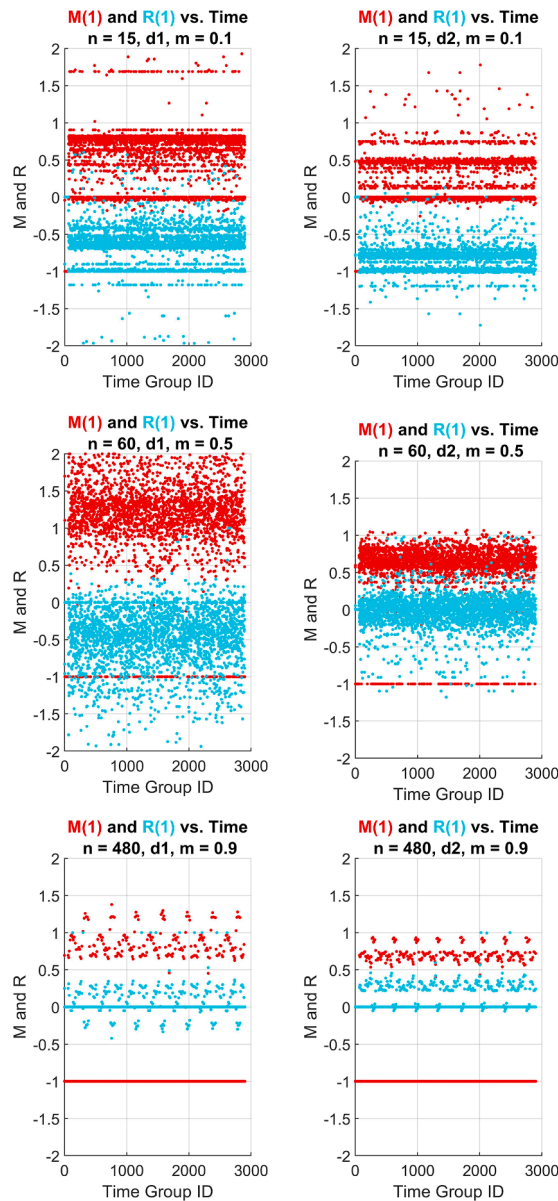 M(1) and R(1) vs. Time
n = 15, d1, m = 0.1
2
1.5
1
0.5
0
-0.5
-1
-1.5
-2
M and R
0 1000 2000 3000
Time Group ID
M(1) and R(1) vs. Time
n = 15, d2, m = 0.1
2
1.5
1
0.5
0
-0.5
-1
-1.5
-2
M and R
0 1000 2000 3000
Time Group ID
M(1) and R(1) vs. Time
n = 60, d1, m = 0.5
2
1.5
1
0.5
0
-0.5
-1
-1.5
-2
M and R
0 1000 2000 3000
Time Group ID
M(1) and R(1) vs. Time
n = 60, d2, m = 0.5
2
1.5
1
0.5
0
-0.5
-1
-1.5
-2
M and R
0 1000 2000 3000
Time Group ID
M(1) and R(1) vs. Time
n = 480, d1, m = 0.9
2
1.5
1
0.5
0
-0.5
-1
-1.5
-2
M and R
0 1000 2000 3000
Time Group ID
M(1) and R(1) vs. Time
n = 480, d2, m = 0.9
2
1.5
1
0.5
0
-0.5
-1
-1.5
-2
M and R
0 1000 2000 3000
Time Group ID